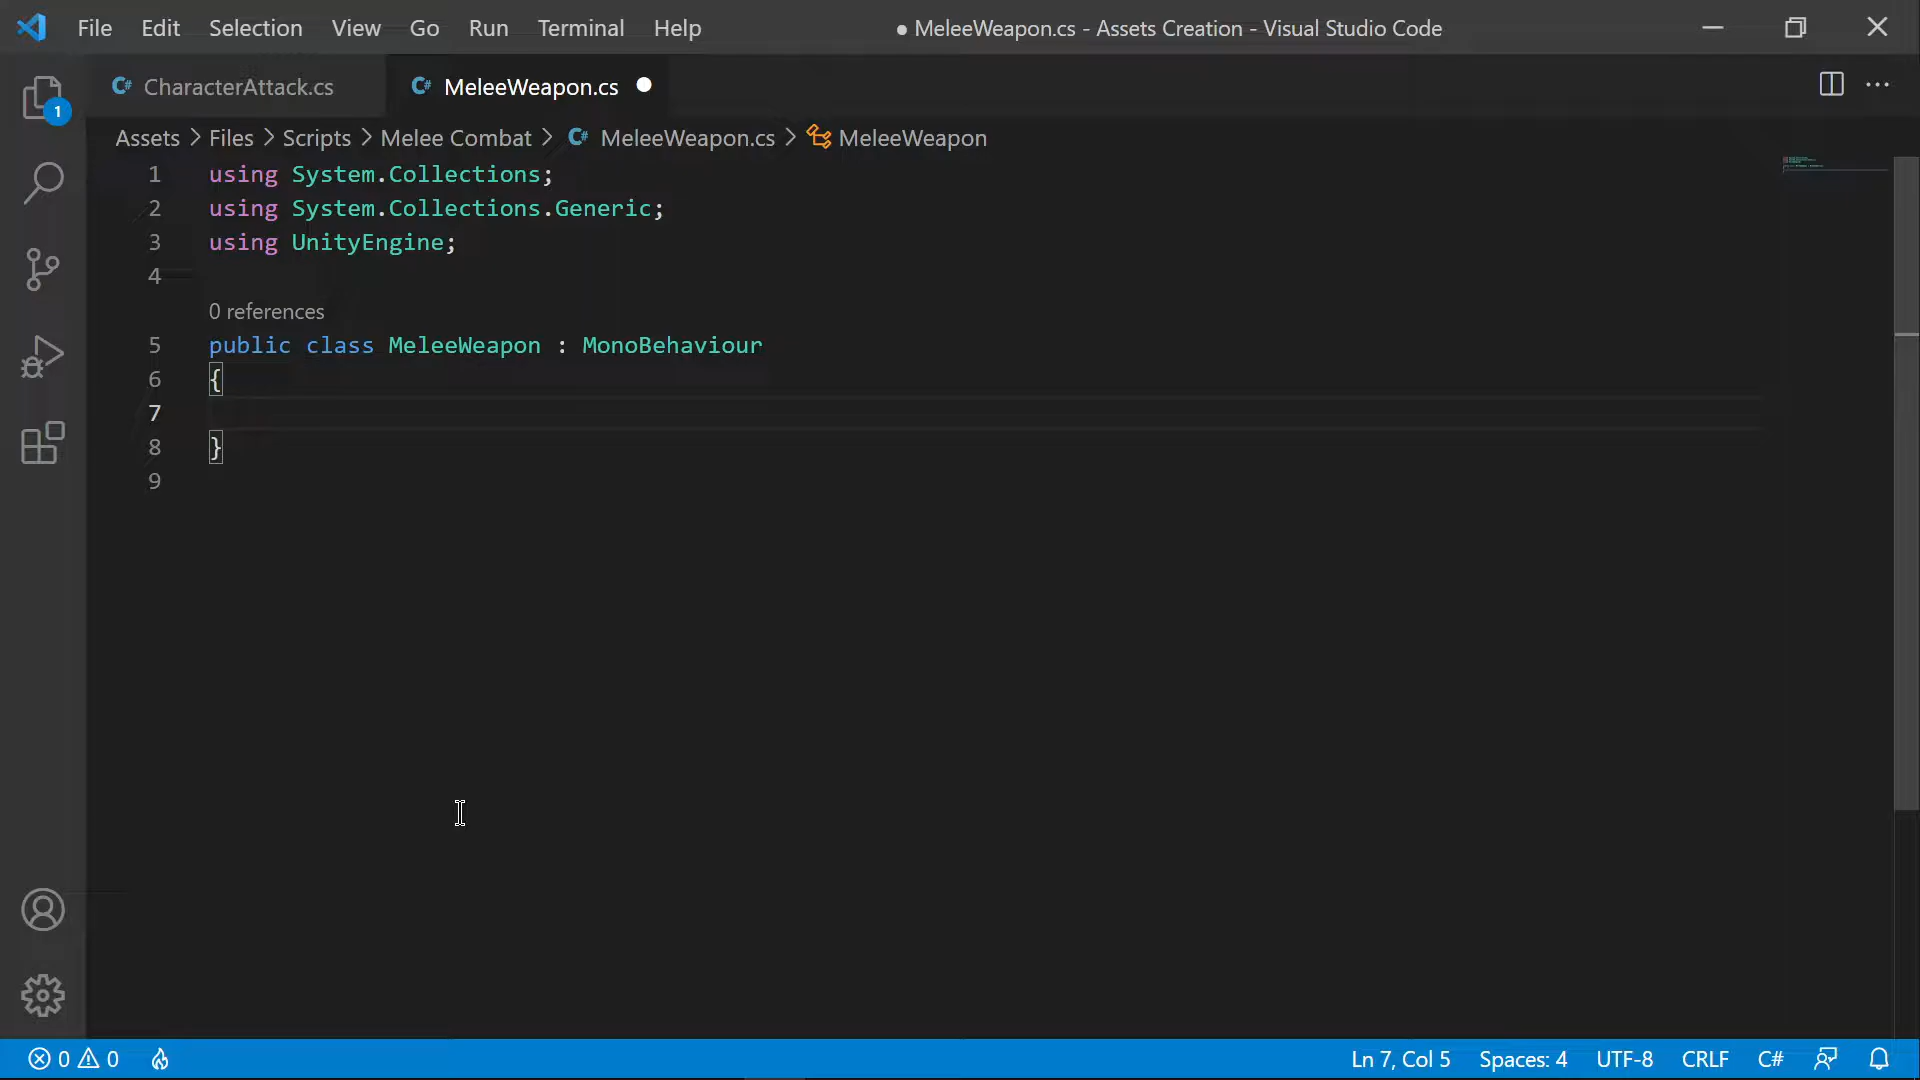 File Edit Selection View Go Run Terminal Help ● MeleeWeapon.cs - Assets Creation - Visual Studio Code
C# CharacterAttack.cs C# MeleeWeapon.cs
1
Assets > Files > Scripts > Melee Combat > C# MeleeWeapon.cs > MeleeWeapon
1 using System.Collections;
2 using System.Collections.Generic;
3 using UnityEngine;
4
0 references
5 public class MeleeWeapon : MonoBehaviour
6 {
7
8 }
9
0 0 Ln 7, Col 5 Spaces: 4 UTF-8 CRLF C#